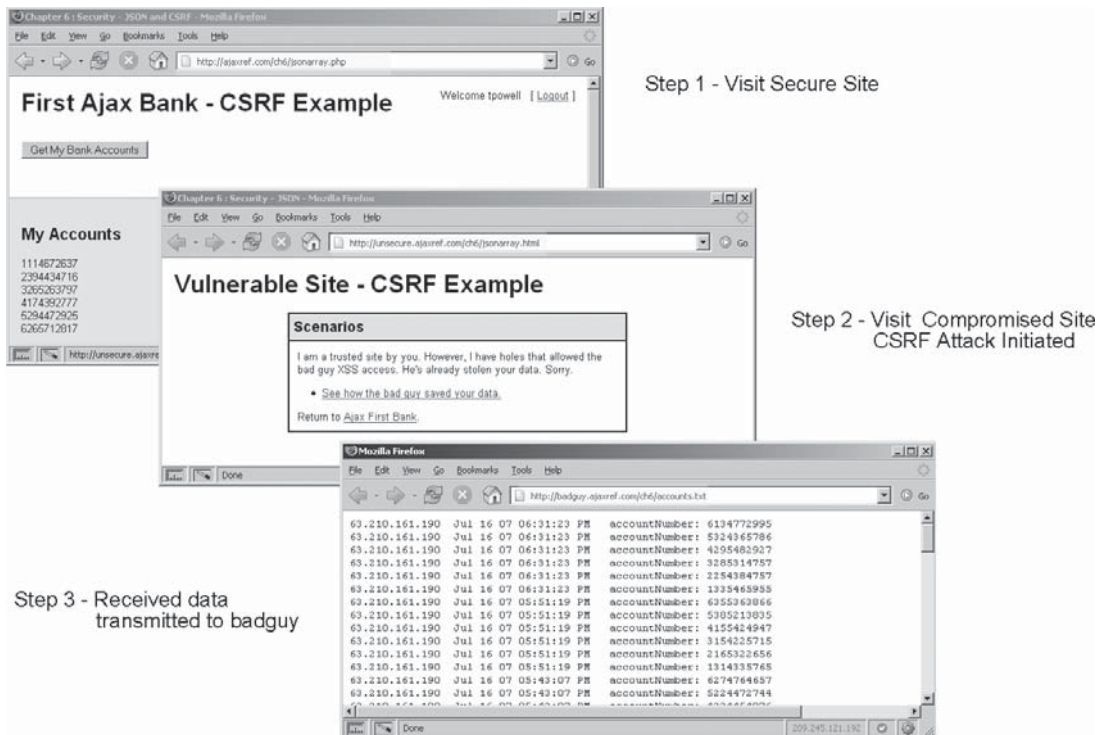 Chapter 6 : Security - JSON and CSRF - Mozilla Firefox
File Edit View Go Bookmarks Tools Help
http://ajaxref.com/ch6/jsonarray.php
Go
First Ajax Bank - CSRF Example
Welcome tpowell [ Logout ]
Get My Bank Accounts
My Accounts
1114672637
2394434716
3265263797
4174392777
5294472925
6265712817
http://unsecure.ajaxre
Step 1 - Visit Secure Site
Chapter 6 : Security - JSON - Mozilla Firefox
File Edit View Go Bookmarks Tools Help
http://unsecure.ajaxref.com/ch6/jsonarray.html
Go
Vulnerable Site - CSRF Example
Scenarios
I am a trusted site by you. However, I have holes that allowed the
bad guy XSS access. He's already stolen your data. Sorry.
• See how the bad guy saved your data.
Return to Ajax First Bank.
Done
Step 2 - Visit Compromised Site
CSRF Attack Initiated
Mozilla Firefox
File Edit View Go Bookmarks Tools Help
http://badguy.ajaxref.com/ch6/accounts.txt
Go
63.210.161.190 Jul 16 07 06:31:23 PM accountNumber: 6134772995
63.210.161.190 Jul 16 07 06:31:23 PM accountNumber: 5324365786
63.210.161.190 Jul 16 07 06:31:23 PM accountNumber: 4295482927
63.210.161.190 Jul 16 07 06:31:23 PM accountNumber: 3285314757
63.210.161.190 Jul 16 07 06:31:23 PM accountNumber: 2254384757
63.210.161.190 Jul 16 07 06:31:23 PM accountNumber: 1335465955
63.210.161.190 Jul 16 07 05:51:19 PM accountNumber: 6355363866
63.210.161.190 Jul 16 07 05:51:19 PM accountNumber: 5385213835
63.210.161.190 Jul 16 07 05:51:19 PM accountNumber: 4155424947
63.210.161.190 Jul 16 07 05:51:19 PM accountNumber: 3154225715
63.210.161.190 Jul 16 07 05:51:19 PM accountNumber: 2165322656
63.210.161.190 Jul 16 07 05:51:19 PM accountNumber: 1314335765
63.210.161.190 Jul 16 07 05:43:07 PM accountNumber: 6274764657
63.210.161.190 Jul 16 07 05:43:07 PM accountNumber: 5224472744
Done
209.245.121.192
Step 3 - Received data
transmitted to badguy